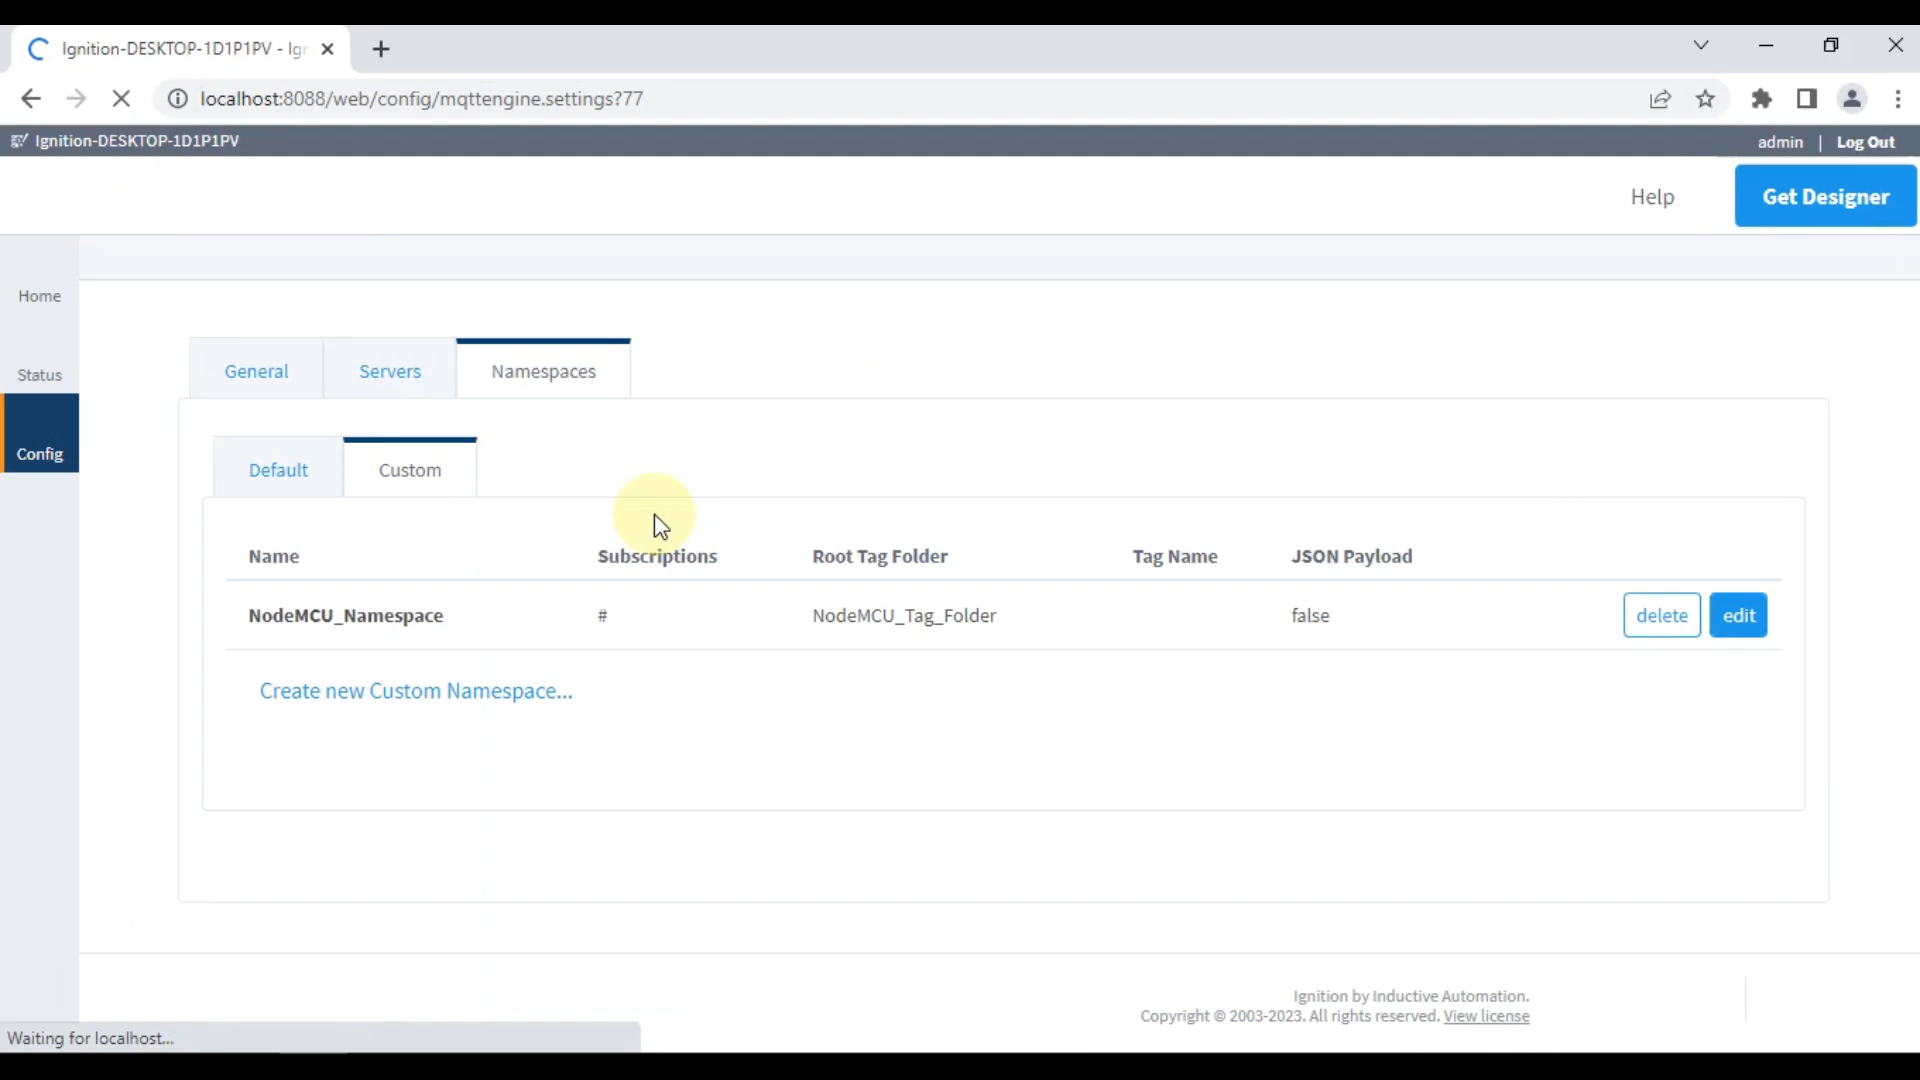 Ignition-DESKTOP-1D1P1PV - Ig
localhost:8088/web/config/mqttengine.settings?77
Ignition-DESKTOP-1D1P1PV
admin | Log Out
Help
Get Designer
Home
Status
Config
General
Servers
Namespaces
Default
Custom
Name Subscriptions Root Tag Folder Tag Name JSON Payload
NodeMCU_Namespace # NodeMCU_Tag_Folder false delete edit
Create new Custom Namespace...
Ignition by Inductive Automation.
Copyright © 2003-2023. All rights reserved. View license
Waiting for localhost...